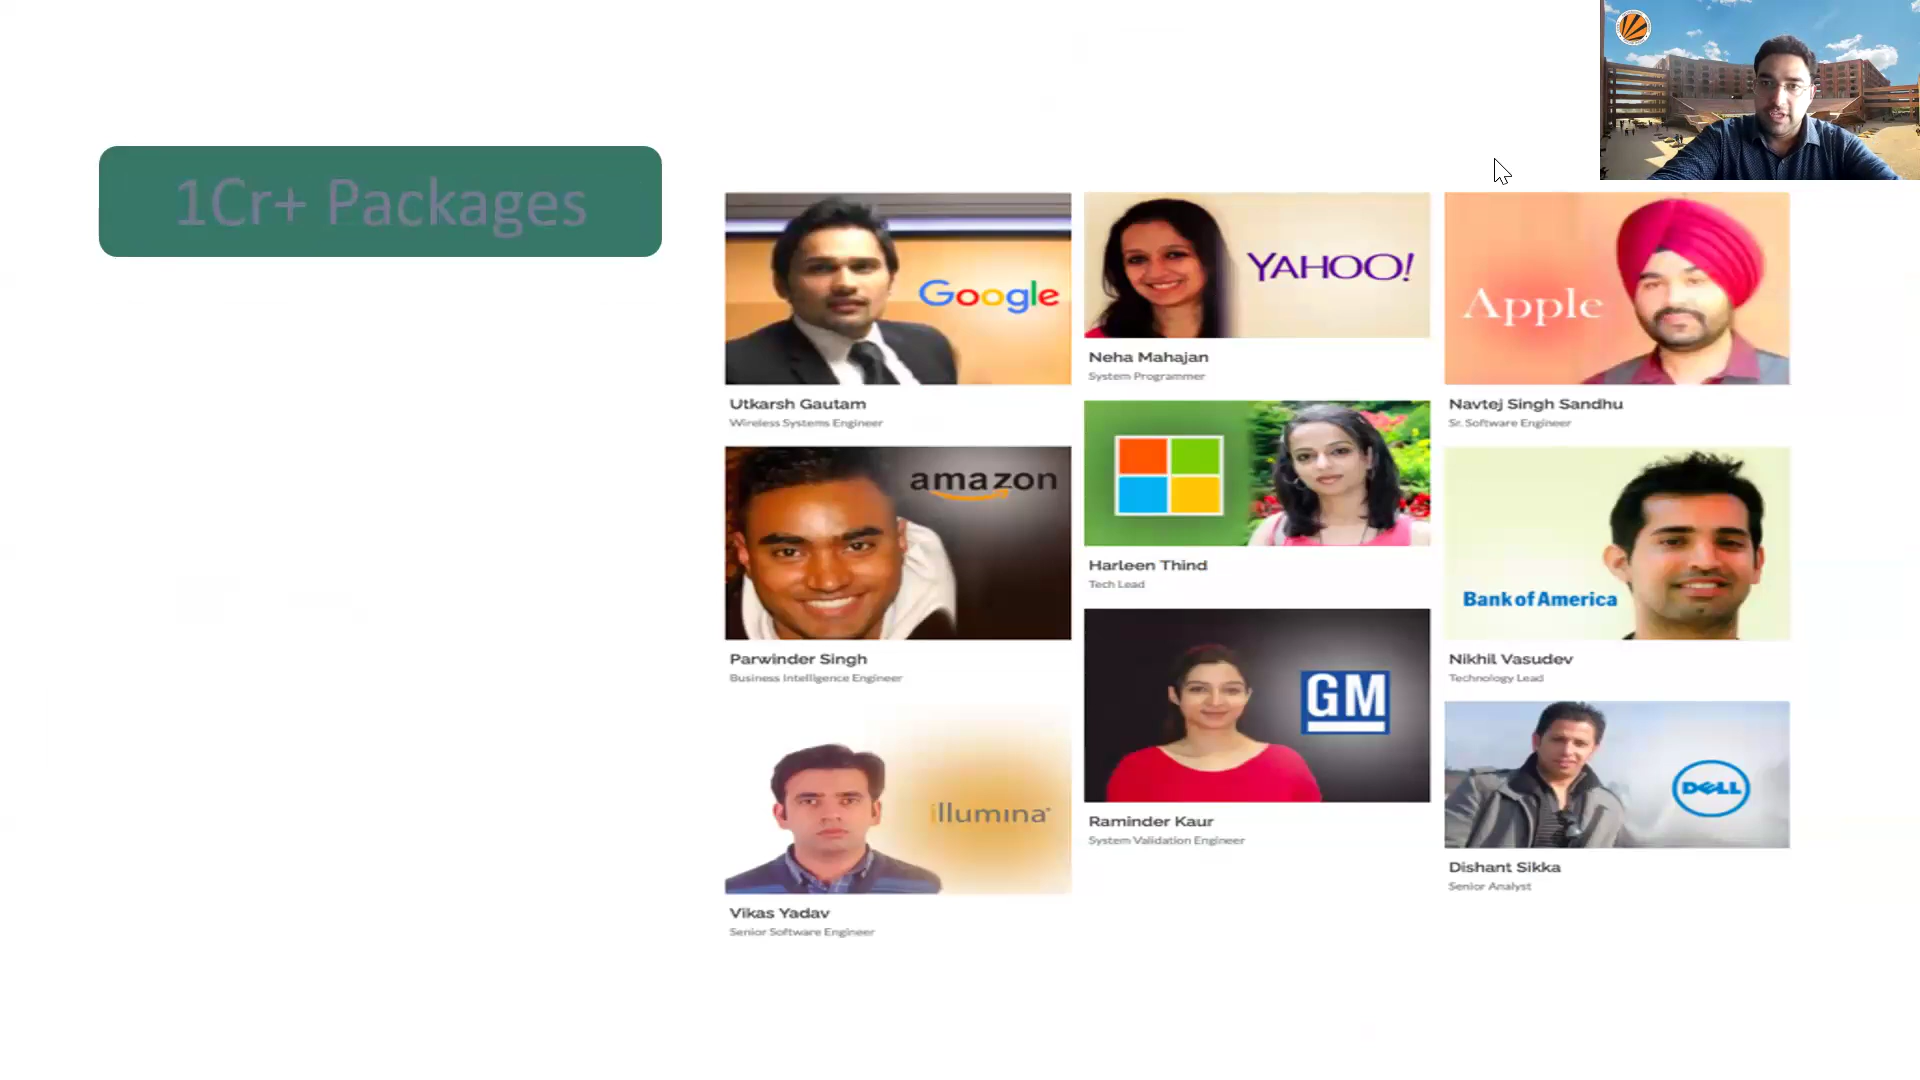 1Cr+ Packages
Google
Utkarsh Gautam
Wireless Systems Engineer
amazon
Parwinder Singh
Business Intelligence Engineer
illumina
Vikas Yadav
Senior Software Engineer
YAHOO!
Neha Mahajan
System Programmer
Harleen Thind
Tech Lead
GM
Raminder Kaur
System Validation Engineer
Apple
Navtej Singh Sandhu
Sr. Software Engineer
Bank of America
Nikhil Vasudev
Technology Lead
DELL
Dishant Sikka
Senior Analyst